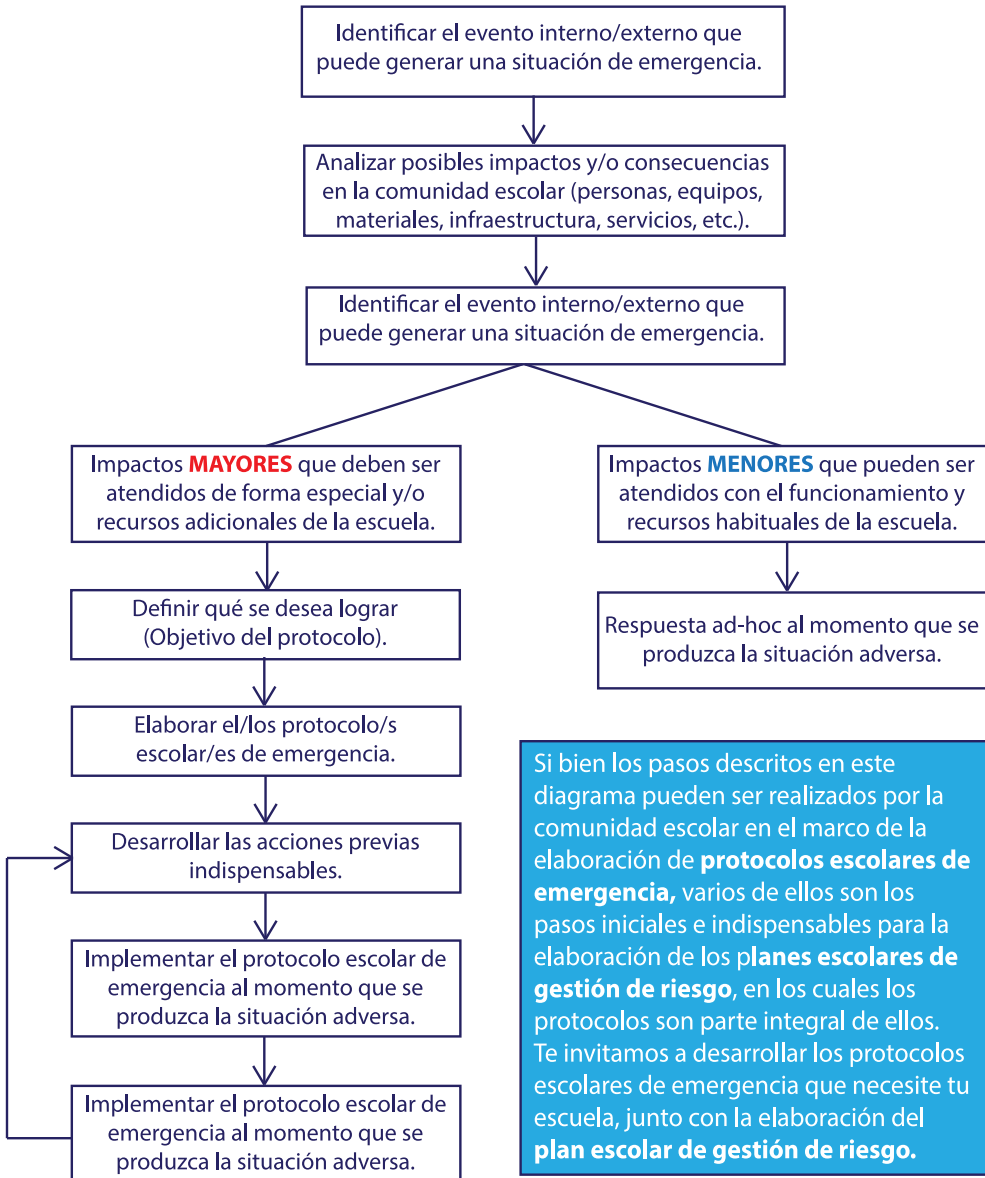 Identificar el evento interno/externo que
puede generar una situación de emergencia.
Analizar posibles impactos y/o consecuencias
en la comunidad escolar (personas, equipos,
materiales, infraestructura, servicios, etc.).
Identificar el evento interno/externo que
puede generar una situación de emergencia.
Impactos MAYORES que deben ser
atendidos de forma especial y/o
recursos adicionales de la escuela.
Impactos MENORES que pueden ser
atendidos con el funcionamiento y
recursos habituales de la escuela.
Definir qué se desea lograr
(Objetivo del protocolo).
Respuesta ad-hoc al momento que se
produzca la situación adversa.
Elaborar el/los protocolo/s
escolar/es de emergencia.
Desarrollar las acciones previas
indispensables.
Implementar el protocolo escolar de
emergencia al momento que se
produzca la situación adversa.
Implementar el protocolo escolar de
emergencia al momento que se
produzca la situación adversa.
Si bien los pasos descritos en este
diagrama pueden ser realizados por la
comunidad escolar en el marco de la
elaboración de protocolos escolares de
emergencia, varios de ellos son los
pasos iniciales e indispensables para la
elaboración de los planes escolares de
gestión de riesgo, en los cuales los
protocolos son parte integral de ellos.
Te invitamos a desarrollar los protocolos
escolares de emergencia que necesite tu
escuela, junto con la elaboración del
plan escolar de gestión de riesgo.